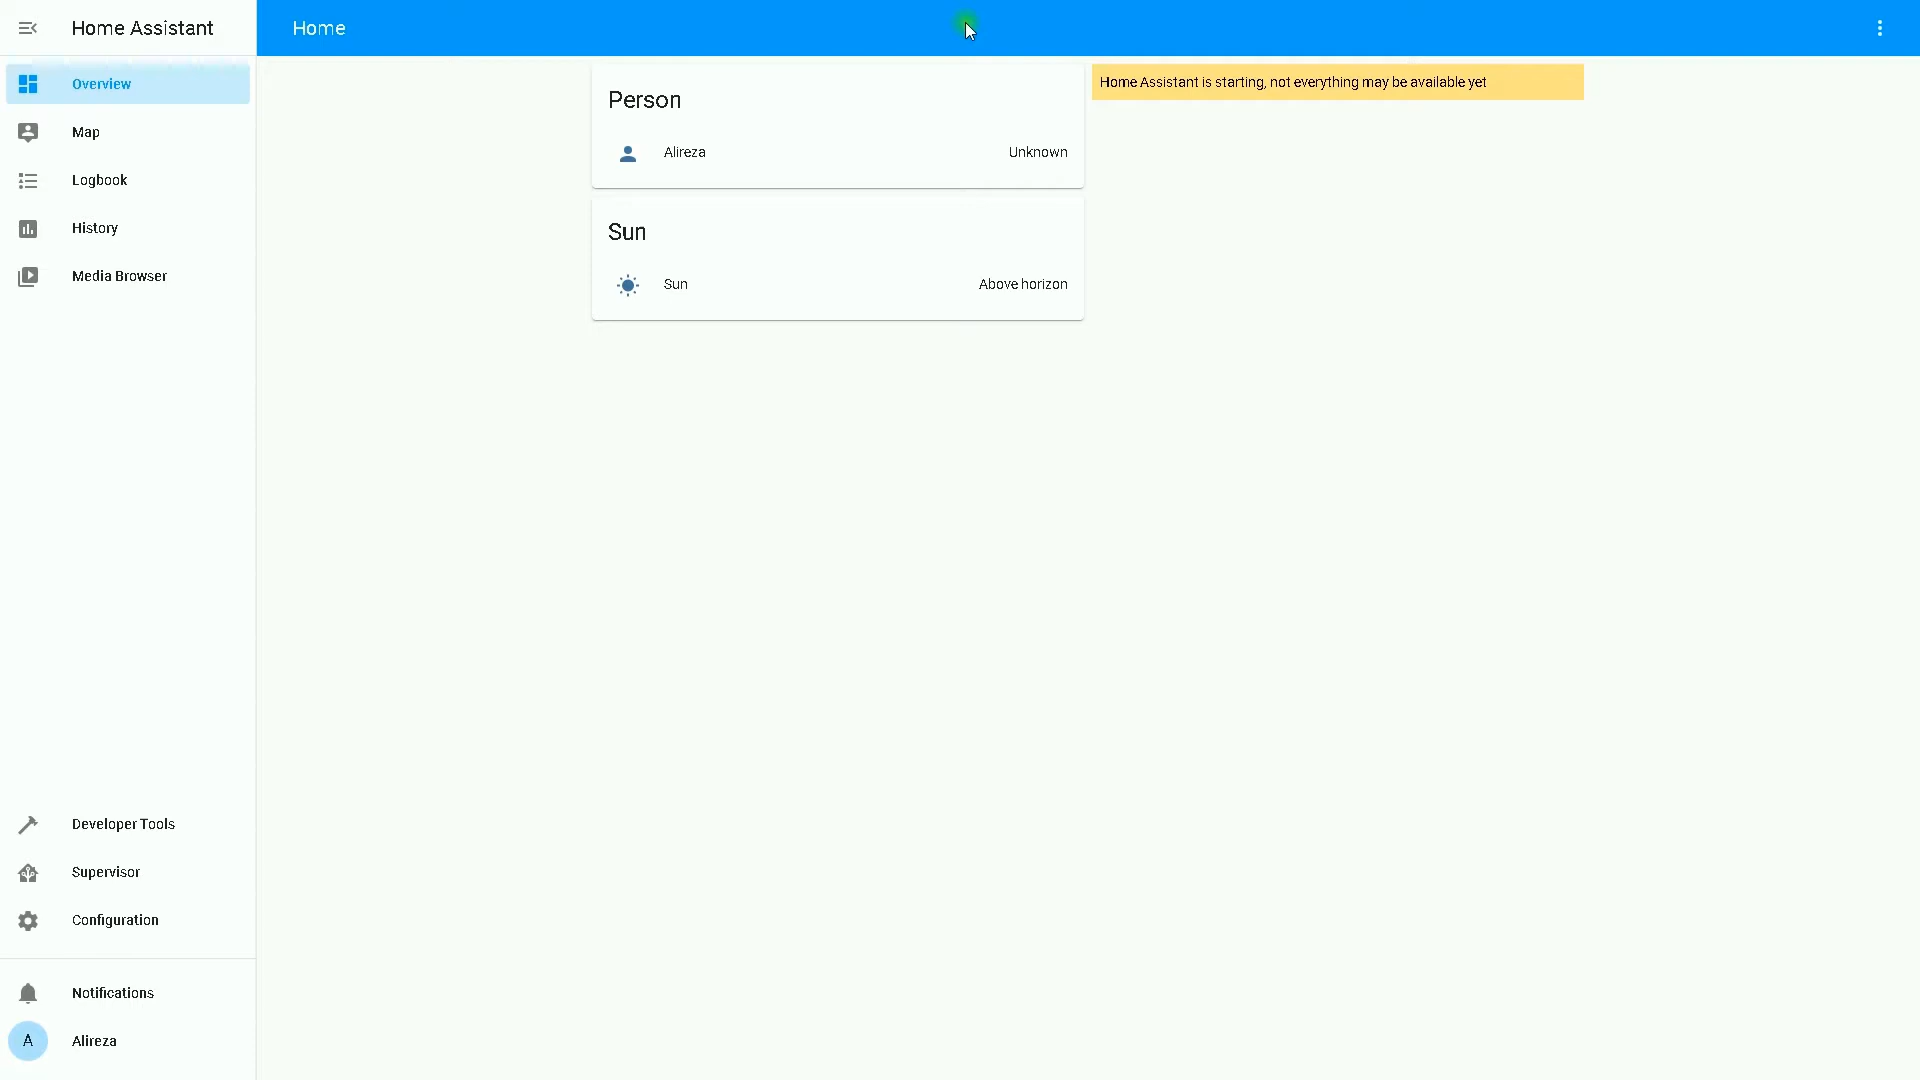 Home Assistant
Home
Overview
Map
Logbook
History
Media Browser
Developer Tools
Supervisor
Configuration
Notifications
A
Alireza
Person
Alireza Unknown
Sun
Sun Above horizon
Home Assistant is starting, not everything may be available yet